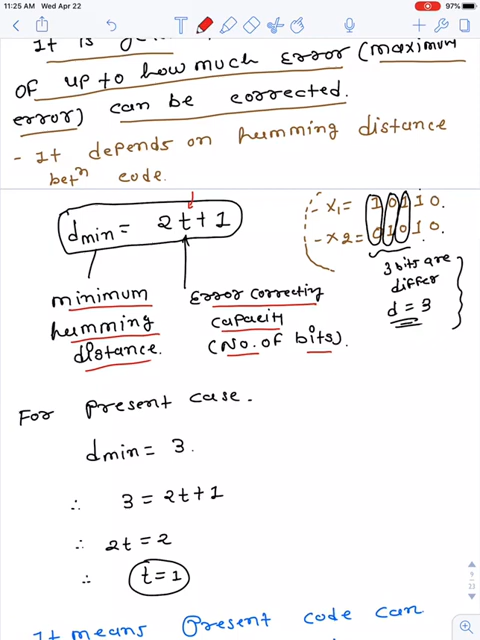 11:25 AM Wed Apr 22
97%
of up to how much Error (maximum
error) can be corrected.
- It depends on humming distance
betⁿ code.
dmin = 2t+1
- X1 = 1 0 1 1 0.
- X2 = 0 1 0 1 0.
3 bits are
differ
d = 3
minimum
humming
distance.
Error correcting
capacity
(No. of bits).
For Present case.
dmin = 3.
∴ 3 = 2t+1
∴ 2t = 2
∴ t = 1
9
23
It means Present code can